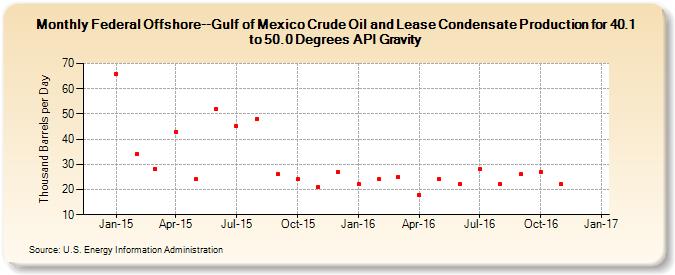 Monthly Federal Offshore--Gulf of Mexico Crude Oil and Lease Condensate Production for 40.1
to 50.0 Degrees API Gravity
Thousand Barrels per Day
70
60
50
40
30
20
10
Jan-15 Apr-15 Jul-15 Oct-15 Jan-16 Apr-16 Jul-16 Oct-16 Jan-17
Source: U.S. Energy Information Administration